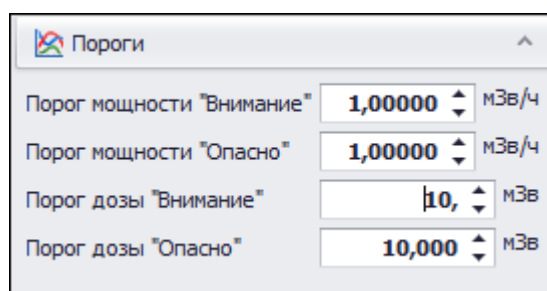 Пороги
Порог мощности "Внимание" 1,00000 мЗв/ч
Порог мощности "Опасно" 1,00000 мЗв/ч
Порог дозы "Внимание" 10, мЗв
Порог дозы "Опасно" 10,000 мЗв